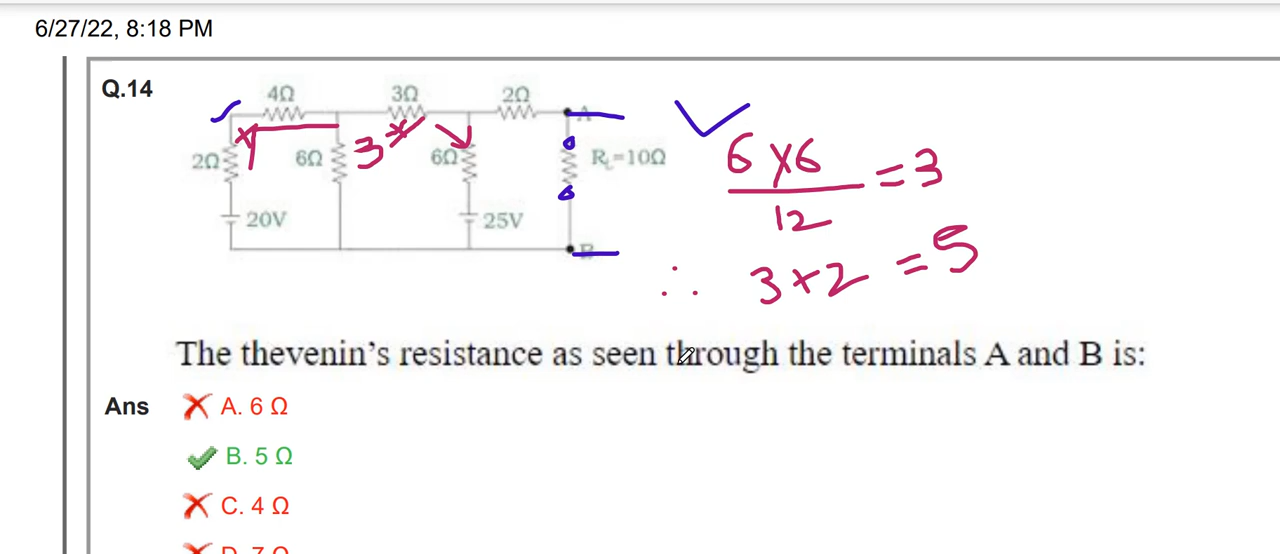 6/27/22, 8:18 PM
Q.14
4Ω 3Ω 2Ω A
2Ω 6Ω 3 6Ω R_L=10Ω
20V 25V
B
6 x 6 / 12 = 3
∴ 3 + 2 = 5
The thevenin's resistance as seen through the terminals A and B is:
Ans A. 6 Ω
B. 5 Ω
C. 4 Ω
D. 7 Ω